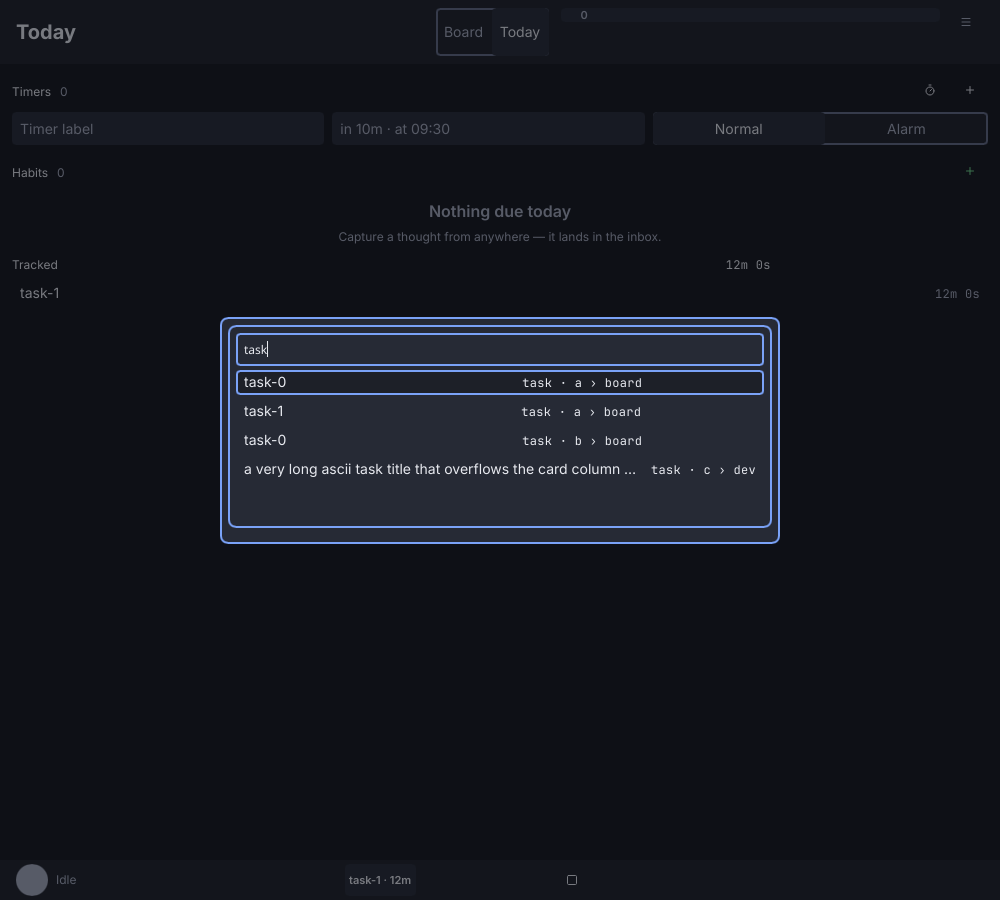 Today
Board Today
0
Timers 0
Timer label
in 10m · at 09:30
Normal
Alarm
Habits 0
Nothing due today
Capture a thought from anywhere — it lands in the inbox.
Tracked 12m 0s
task-1 12m 0s
task
task-0 task · a › board
task-1 task · a › board
task-0 task · b › board
a very long ascii task title that overflows the card column ... task · c › dev
Idle
task-1 · 12m